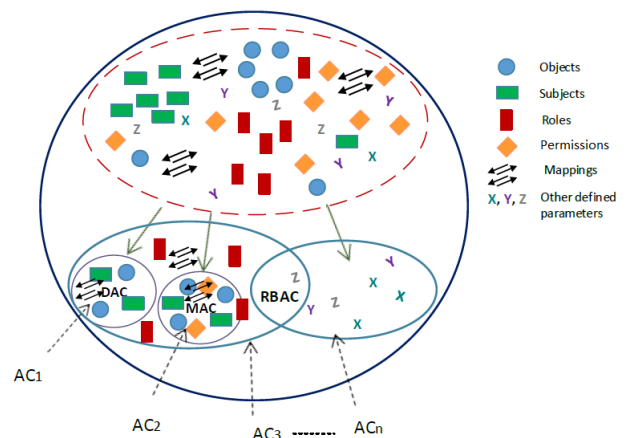 Objects
Subjects
Roles
Permissions
Mappings
X, Y, Z Other defined
parameters
Y
Y
Z
X
Z
Z
X
Y
Y
DAC
MAC
RBAC
Z
Y
Z
Y
X
X
X
AC1
AC2
AC3
ACn